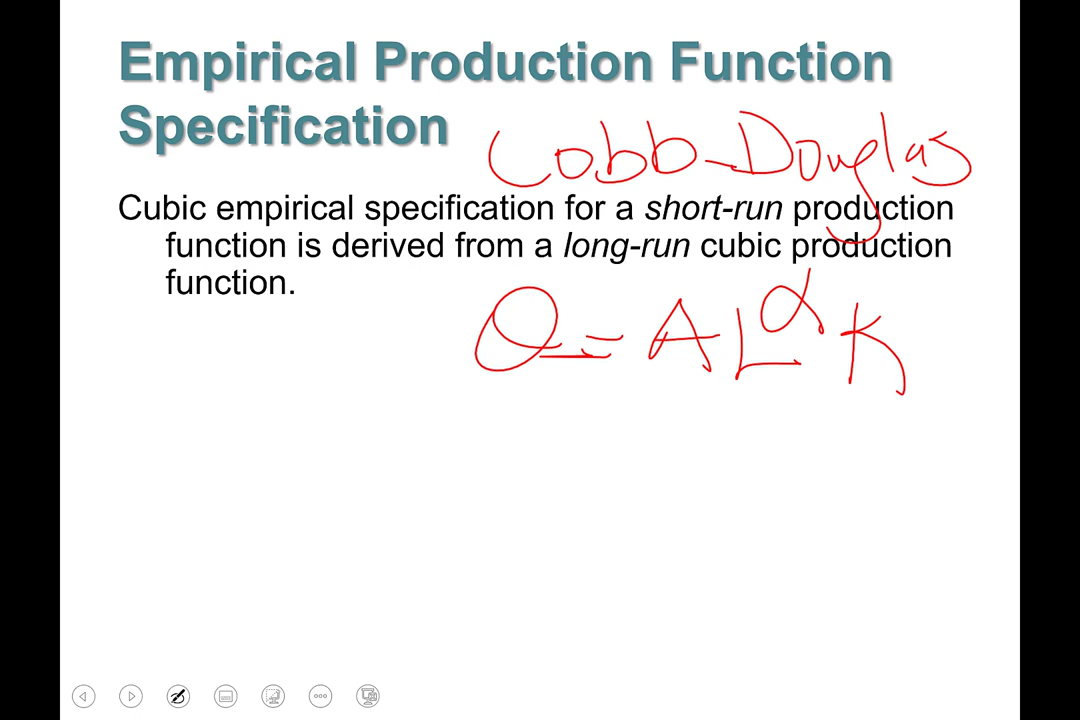 Empirical Production Function
Specification
Cobb-Douglas
Cubic empirical specification for a short-run production
function is derived from a long-run cubic production
function.
Q = A L^α K